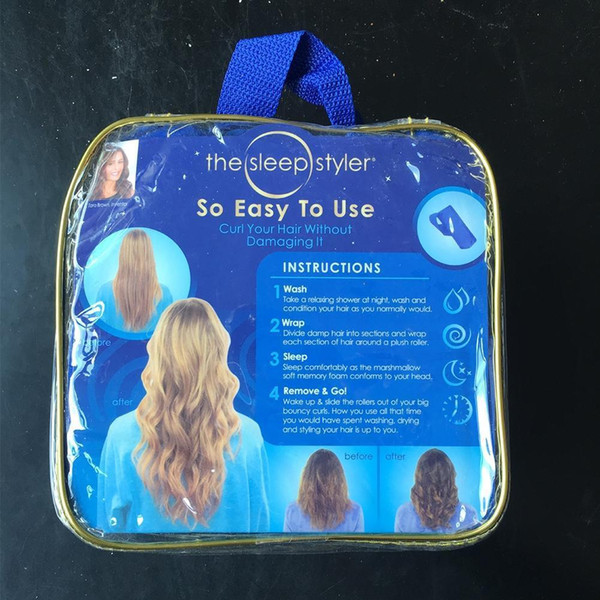 the sleep styler®
Tara Brown, Inventor
So Easy To Use
Curl Your Hair Without
Damaging It
before
after
INSTRUCTIONS
1 Wash
Take a relaxing shower at night, wash and
condition your hair as you normally would.
2 Wrap
Divide damp hair into sections and wrap
each section of hair around a plush roller.
3 Sleep
Sleep comfortably as the marshmallow
soft memory foam conforms to your head.
4 Remove & Go!
Wake up & slide the rollers out of your big
bouncy curls. How you use all that time
you would have spent washing, drying
and styling your hair is up to you.
before
after